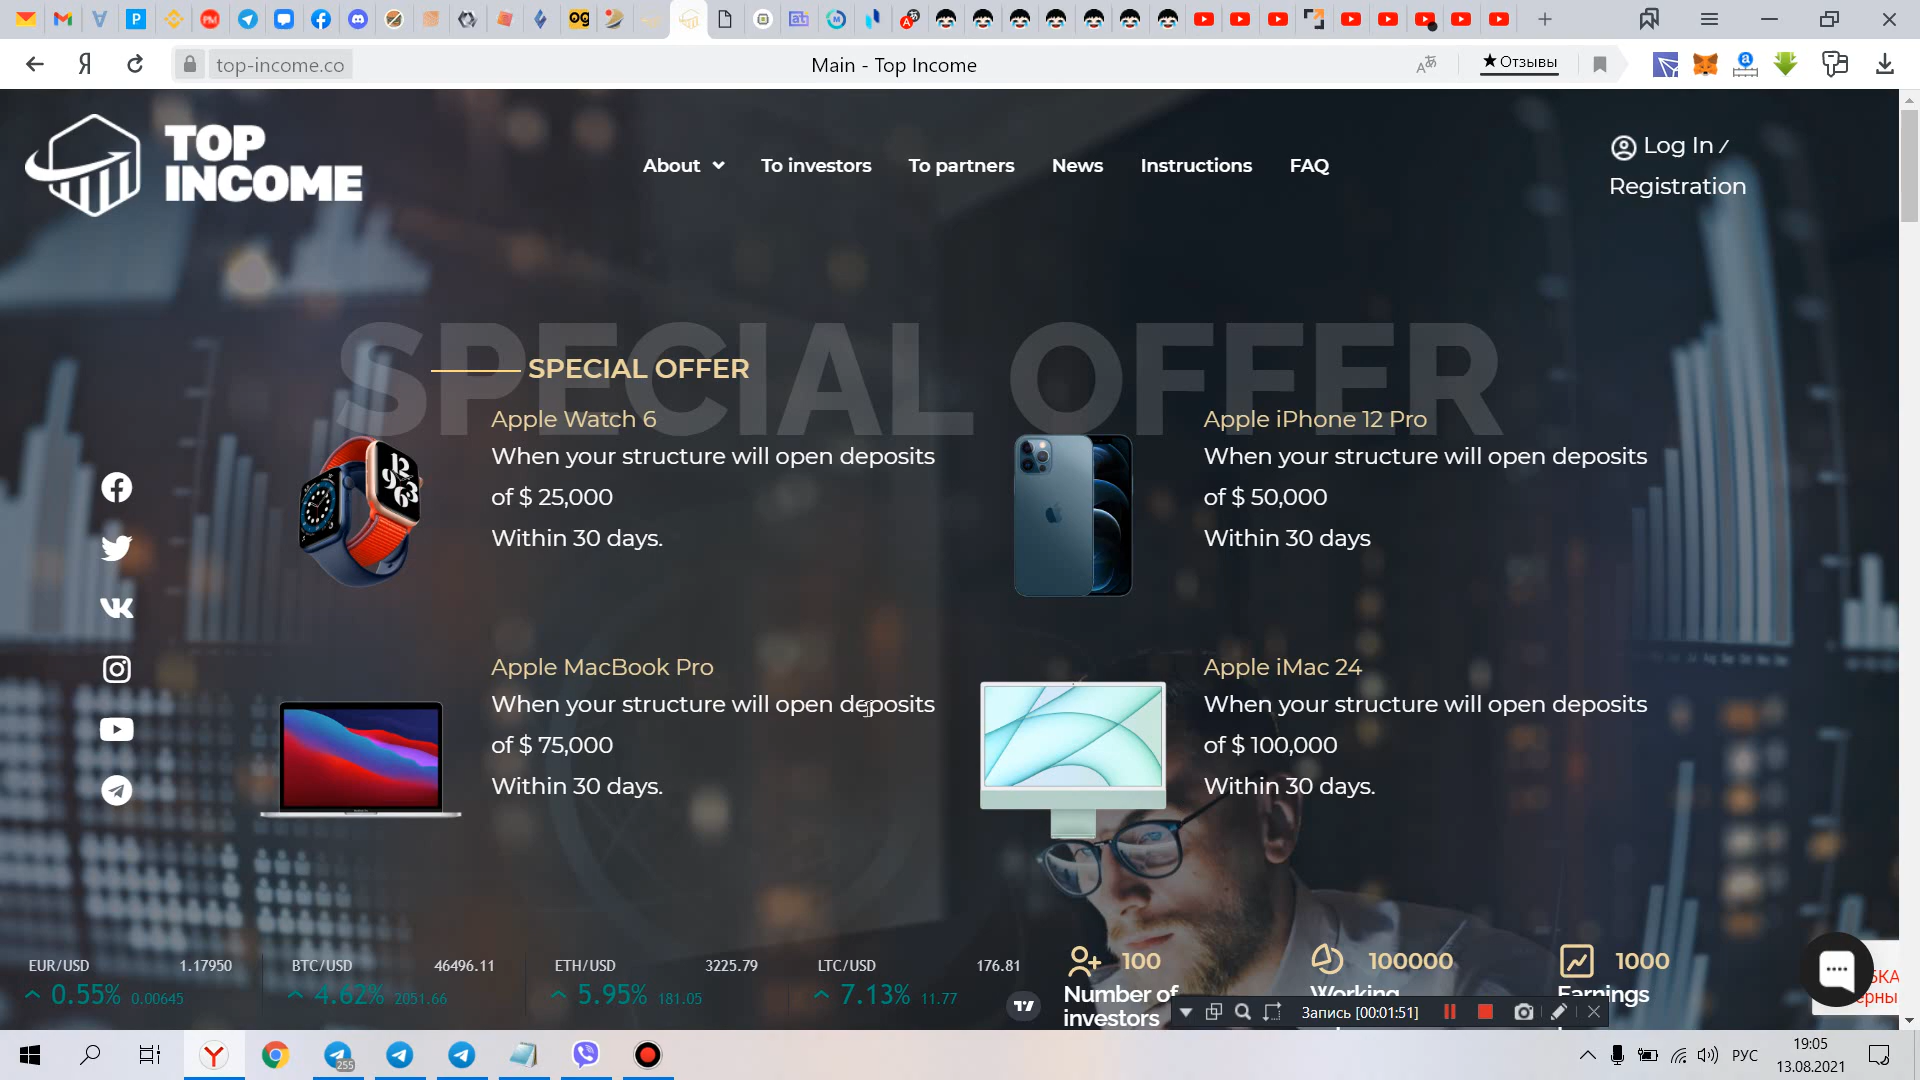 top-income.co
Main - Top Income
★ Отзывы
TOP
INCOME
About
To investors
To partners
News
Instructions
FAQ
Log In /
Registration
SPECIAL OFFER
SPECIAL OFFER
Apple Watch 6
When your structure will open deposits
of $ 25,000
Within 30 days.
Apple iPhone 12 Pro
When your structure will open deposits
of $ 50,000
Within 30 days
Apple MacBook Pro
When your structure will open deposits
of $ 75,000
Within 30 days.
Apple iMac 24
When your structure will open deposits
of $ 100,000
Within 30 days.
EUR/USD 1.17950
0.55% 0.00645
BTC/USD 46496.11
4.62% 2051.66
ETH/USD 3225.79
5.95% 181.05
LTC/USD 176.81
7.13% 11.77
100
Number of
investors
100000
Working
1000
Earnings
Запись [00:01:51]
255
РУС
19:05
13.08.2021